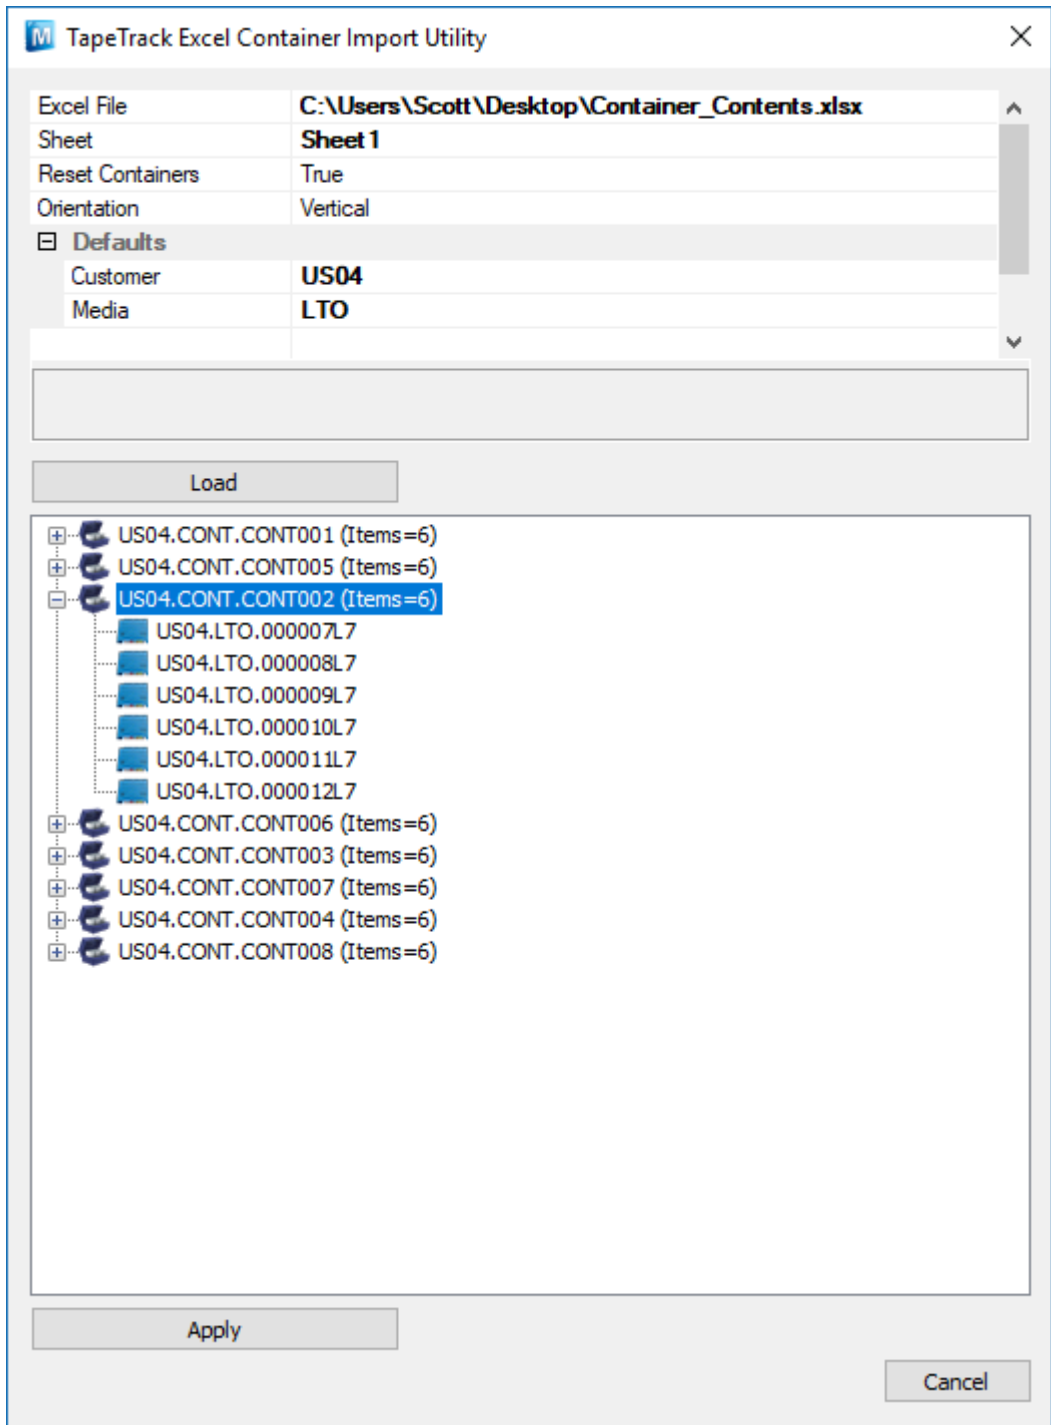 M TapeTrack Excel Container Import Utility
Excel File C:\Users\Scott\Desktop\Container_Contents.xlsx
Sheet Sheet1
Reset Containers True
Orientation Vertical
Defaults
Customer US04
Media LTO
Load
US04.CONT.CONT001 (Items=6)
US04.CONT.CONT005 (Items=6)
US04.CONT.CONT002 (Items=6)
US04.LTO.000007L7
US04.LTO.000008L7
US04.LTO.000009L7
US04.LTO.000010L7
US04.LTO.000011L7
US04.LTO.000012L7
US04.CONT.CONT006 (Items=6)
US04.CONT.CONT003 (Items=6)
US04.CONT.CONT007 (Items=6)
US04.CONT.CONT004 (Items=6)
US04.CONT.CONT008 (Items=6)
Apply
Cancel